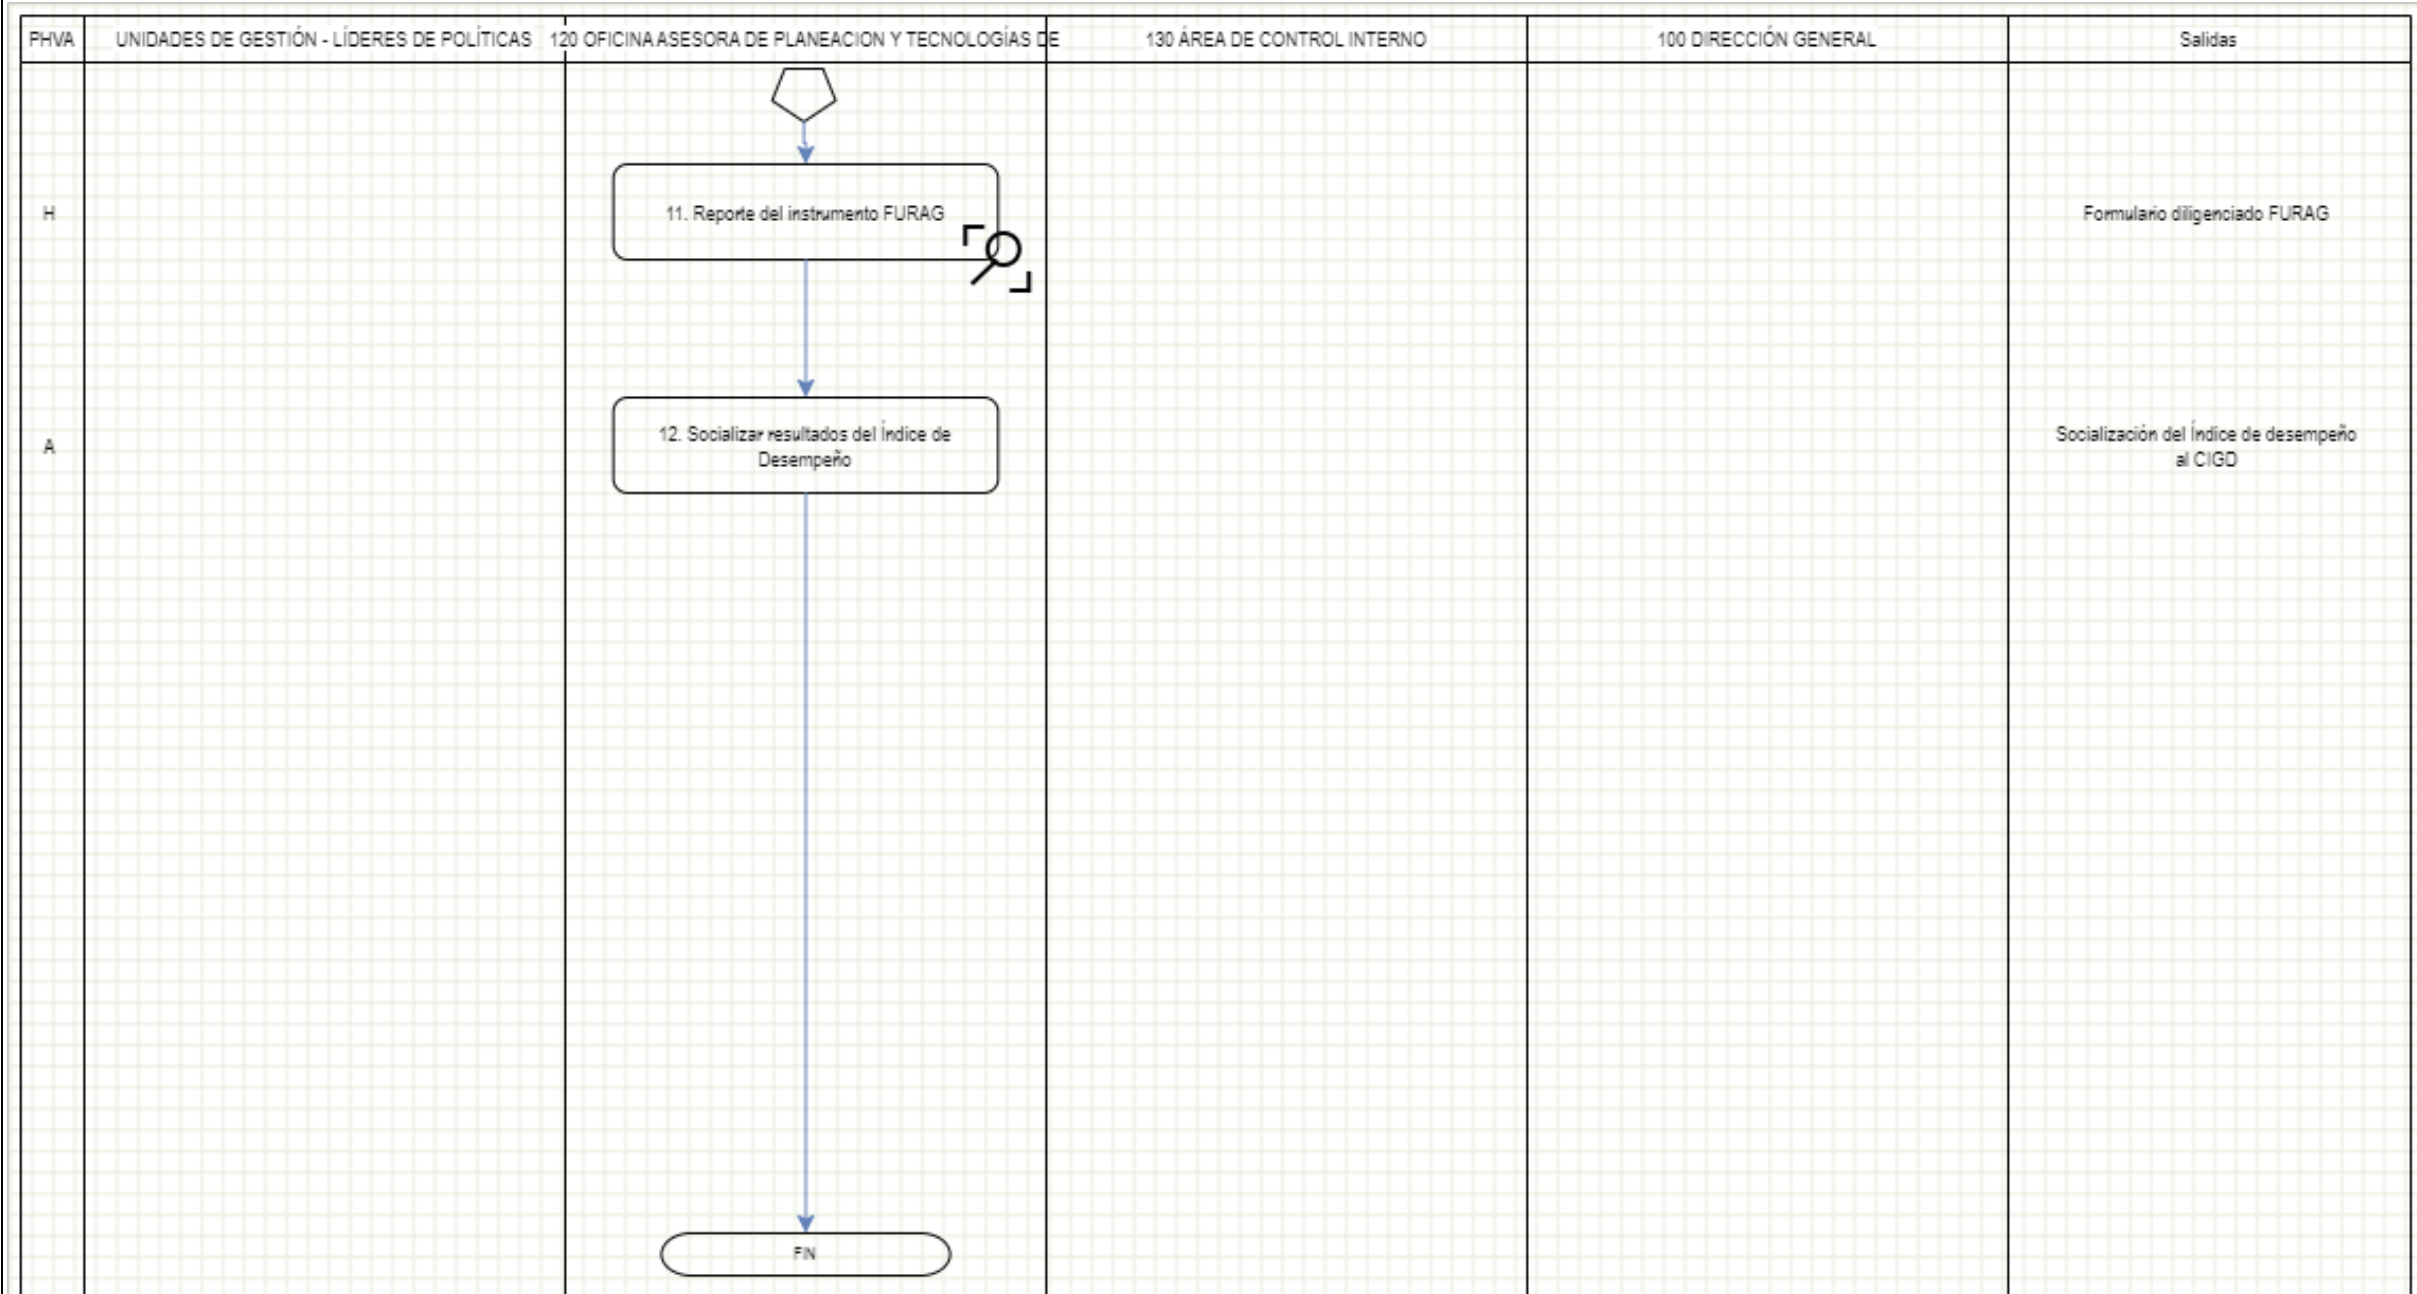 PHVA
UNIDADES DE GESTIÓN - LÍDERES DE POLÍTICAS
120 OFICINA ASESORA DE PLANEACION Y TECNOLOGÍAS DE
130 ÁREA DE CONTROL INTERNO
100 DIRECCIÓN GENERAL
Salidas
H
11. Reporte del instrumento FURAG
Formulario diligenciado FURAG
A
12. Socializar resultados del Índice de
Desempeño
Socialización del Índice de desempeño
al CIGD
FIN